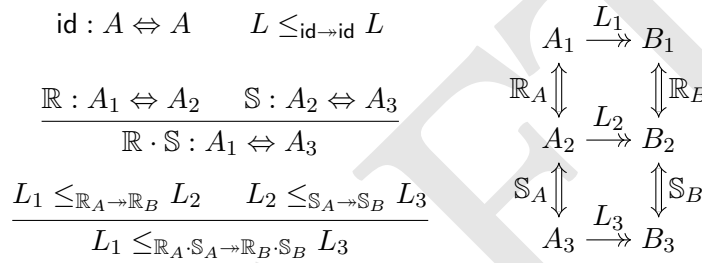 id : A ⇔ A    L ≤_{id↠id} L
ℝ : A₁ ⇔ A₂    𝕊 : A₂ ⇔ A₃
ℝ · 𝕊 : A₁ ⇔ A₃
L₁ ≤_{ℝ_A↠ℝ_B} L₂    L₂ ≤_{𝕊_A↠𝕊_B} L₃
L₁ ≤_{ℝ_A·𝕊_A↠ℝ_B·𝕊_B} L₃
L₁
A₁ ↠ B₁
ℝ_A ⇕ ⇕ ℝ_B
L₂
A₂ ↠ B₂
𝕊_A ⇕ ⇕ 𝕊_B
L₃
A₃ ↠ B₃